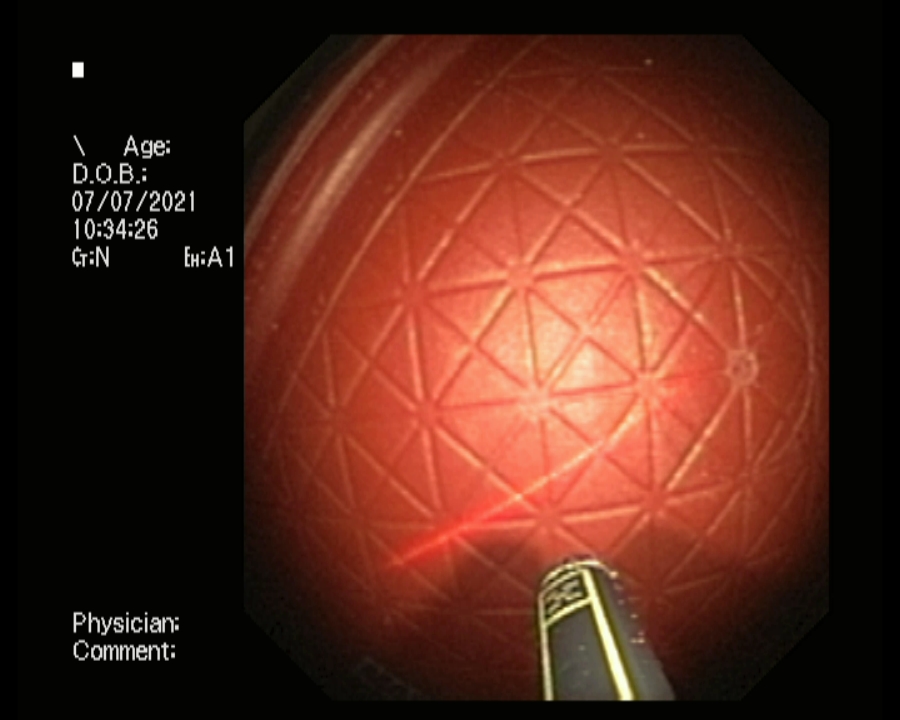 \ Age:
D.O.B.:
07/07/2021
10:34:26
Cr:N EH:A1
Physician:
Comment: